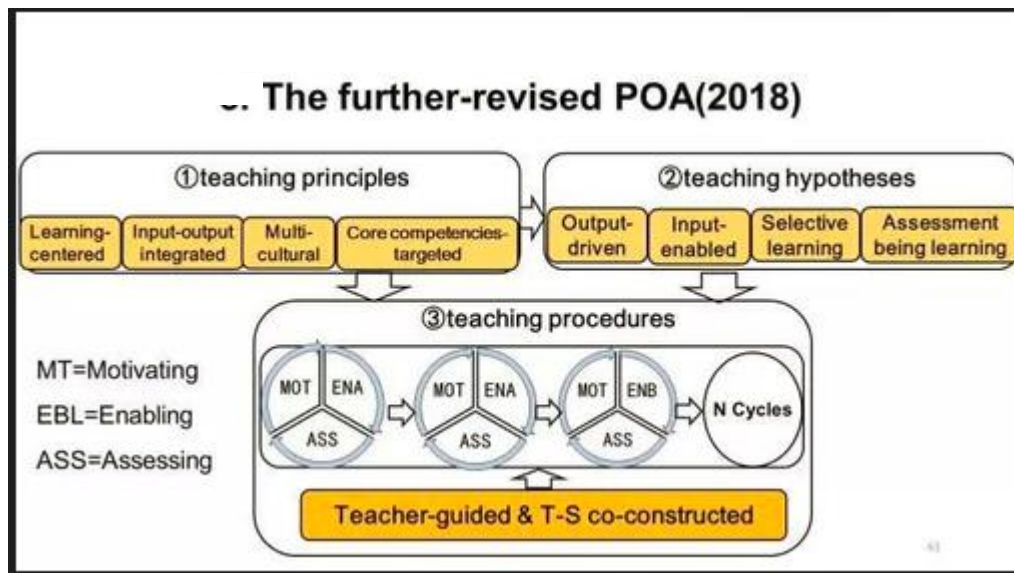 The further-revised POA(2018)
①teaching principles
Learning-
centered
Input-output
integrated
Multi-
cultural
Core competencies-
targeted
②teaching hypotheses
Output-
driven
Input-
enabled
Selective
learning
Assessment
being learning
③teaching procedures
MT=Motivating
EBL=Enabling
ASS=Assessing
MOT ENA
ASS
MOT ENA
ASS
MOT ENB
ASS
N Cycles
Teacher-guided & T-S co-constructed